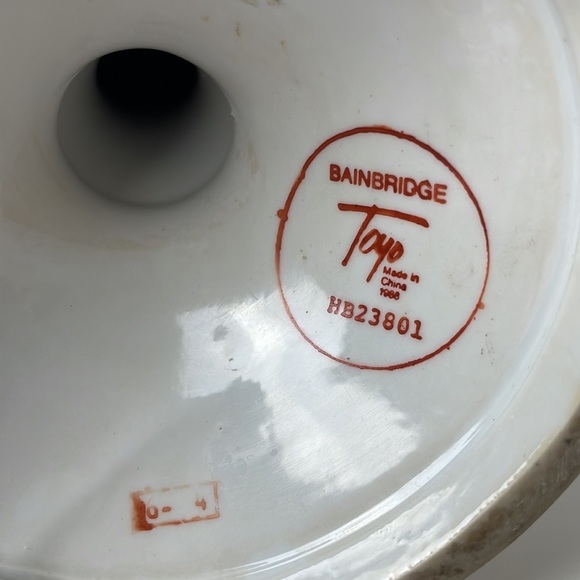 BAINBRIDGE
Toyo
Made in
China
1988
HB23801
0- 4